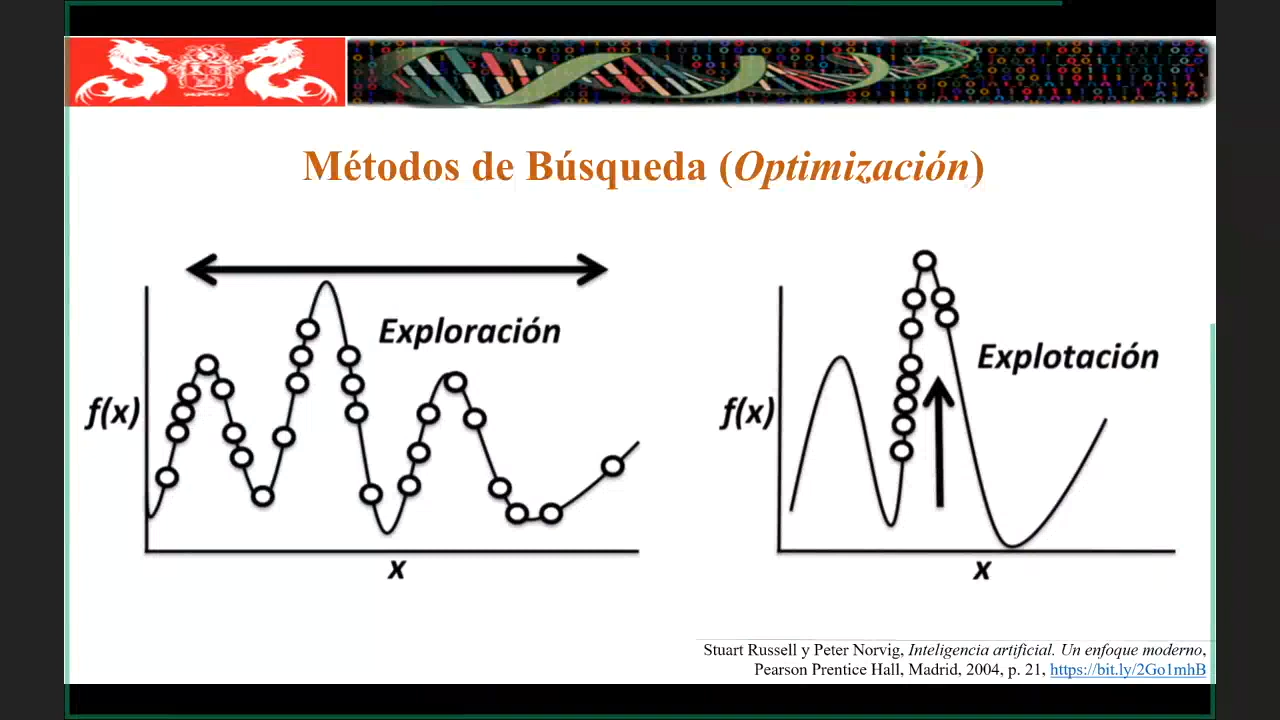 Métodos de Búsqueda (Optimización)
Exploración
f(x)
x
Explotación
f(x)
x
Stuart Russell y Peter Norvig, Inteligencia artificial. Un enfoque moderno,
Pearson Prentice Hall, Madrid, 2004, p. 21, https://bit.ly/2Go1mhB